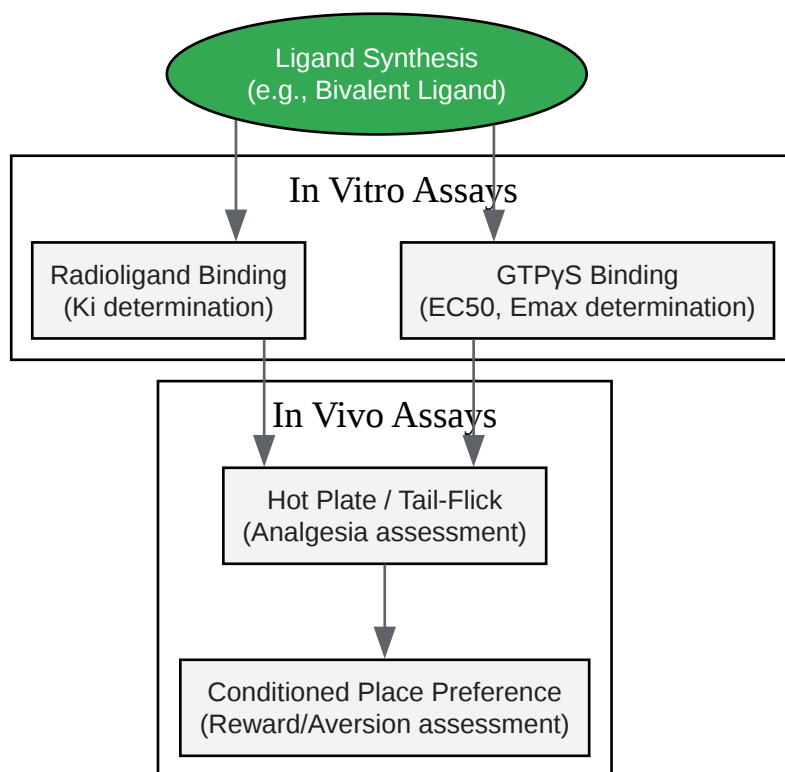 Ligand Synthesis
(e.g., Bivalent Ligand)
In Vitro Assays
Radioligand Binding
(Ki determination)
GTPγS Binding
(EC50, Emax determination)
In Vivo Assays
Hot Plate / Tail-Flick
(Analgesia assessment)
Conditioned Place Preference
(Reward/Aversion assessment)